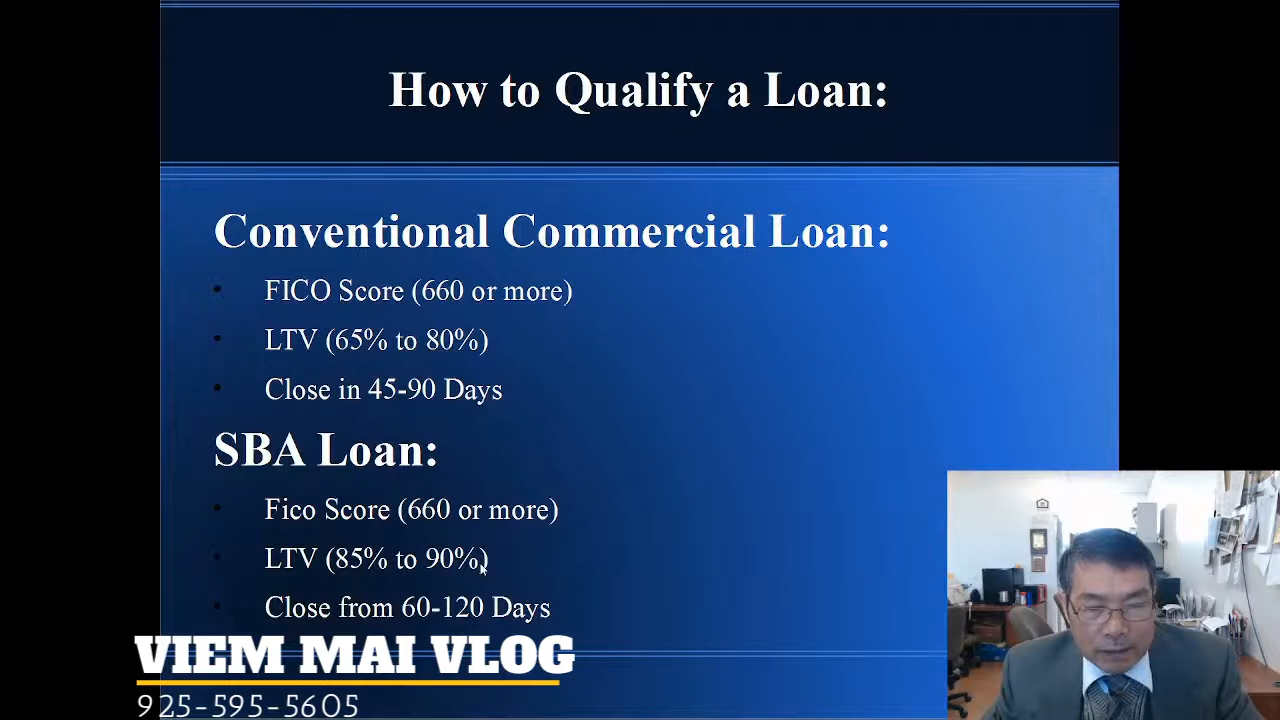 How to Qualify a Loan:
Conventional Commercial Loan:
FICO Score (660 or more)
LTV (65% to 80%)
Close in 45-90 Days
SBA Loan:
Fico Score (660 or more)
LTV (85% to 90%)
Close from 60-120 Days
VIEM MAI VLOG
925-595-5605